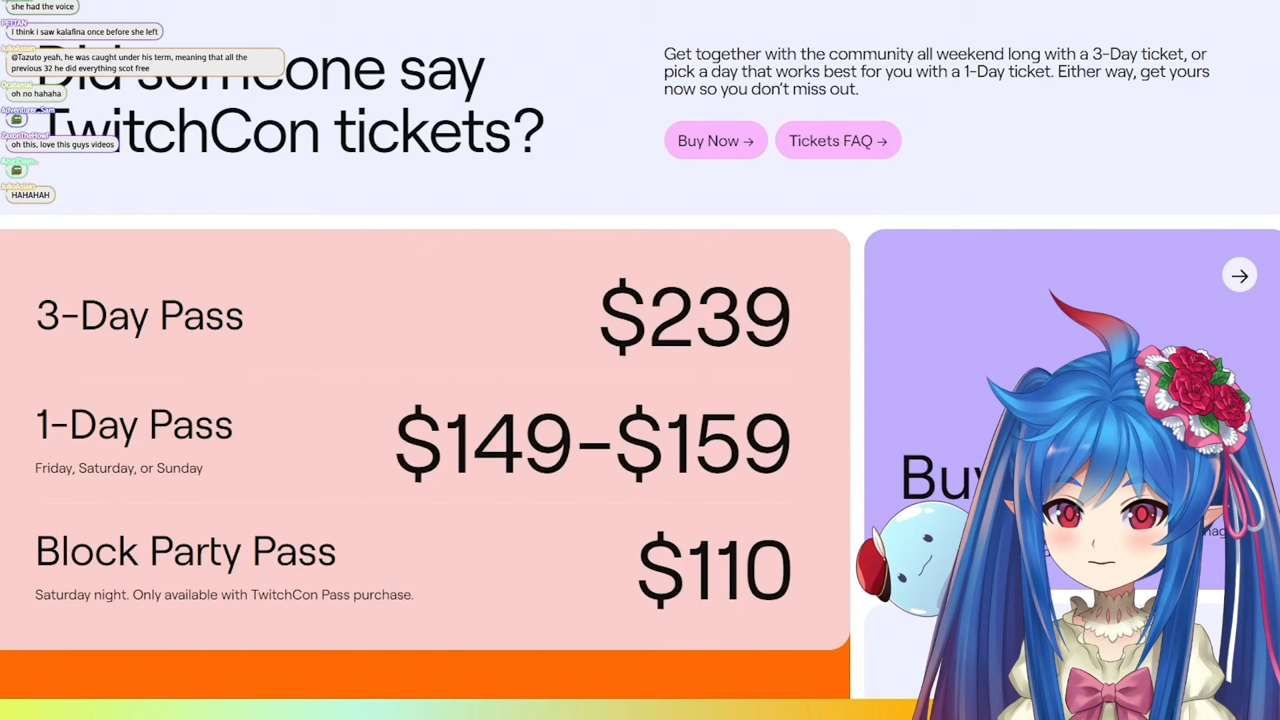 she had the voice
PETTAN
I think i saw kalafina once before she left
@Tazuto yeah, he was caught under his term, meaning that all the
previous 32 he did everything scot free
oh no hahaha
oh this, love this guys videos
HAHAHAH
Did someone say
TwitchCon tickets?
Get together with the community all weekend long with a 3-Day ticket, or
pick a day that works best for you with a 1-Day ticket. Either way, get yours
now so you don't miss out.
Buy Now →
Tickets FAQ →
3-Day Pass
$239
1-Day Pass
$149-$159
Friday, Saturday, or Sunday
Block Party Pass
$110
Saturday night. Only available with TwitchCon Pass purchase.
Buy